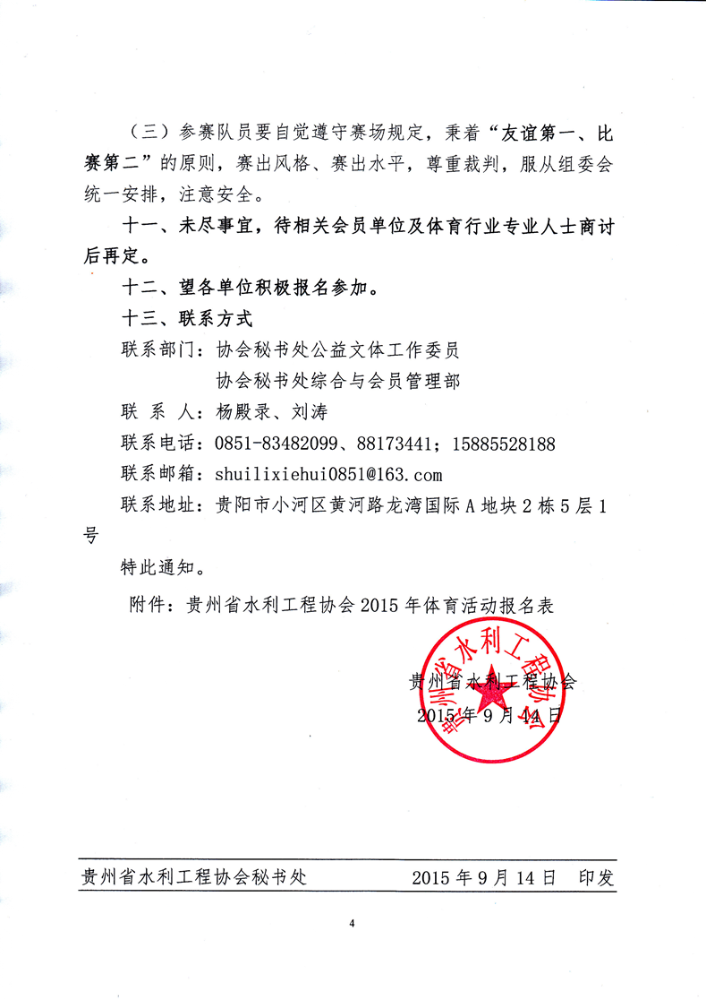 （三）参赛队员要自觉遵守赛场规定，秉着“友谊第一、比
赛第二”的原则，赛出风格、赛出水平，尊重裁判，服从组委会
统一安排，注意安全。
十一、未尽事宜，待相关会员单位及体育行业专业人士商讨
后再定。
十二、望各单位积极报名参加。
十三、联系方式
联系部门：协会秘书处公益文体工作委员
协会秘书处综合与会员管理部
联 系 人：杨殿录、刘涛
联系电话：0851-83482099、88173441；15885528188
联系邮箱：shuilixiehui0851@163.com
联系地址：贵阳市小河区黄河路龙湾国际A地块2栋5层1
号
特此通知。
附件：贵州省水利工程协会2015年体育活动报名表
贵州省水利工程协会
贵州省水利工程协会
2015年9月14日
贵州省水利工程协会秘书处 2015年9月14日 印发
4